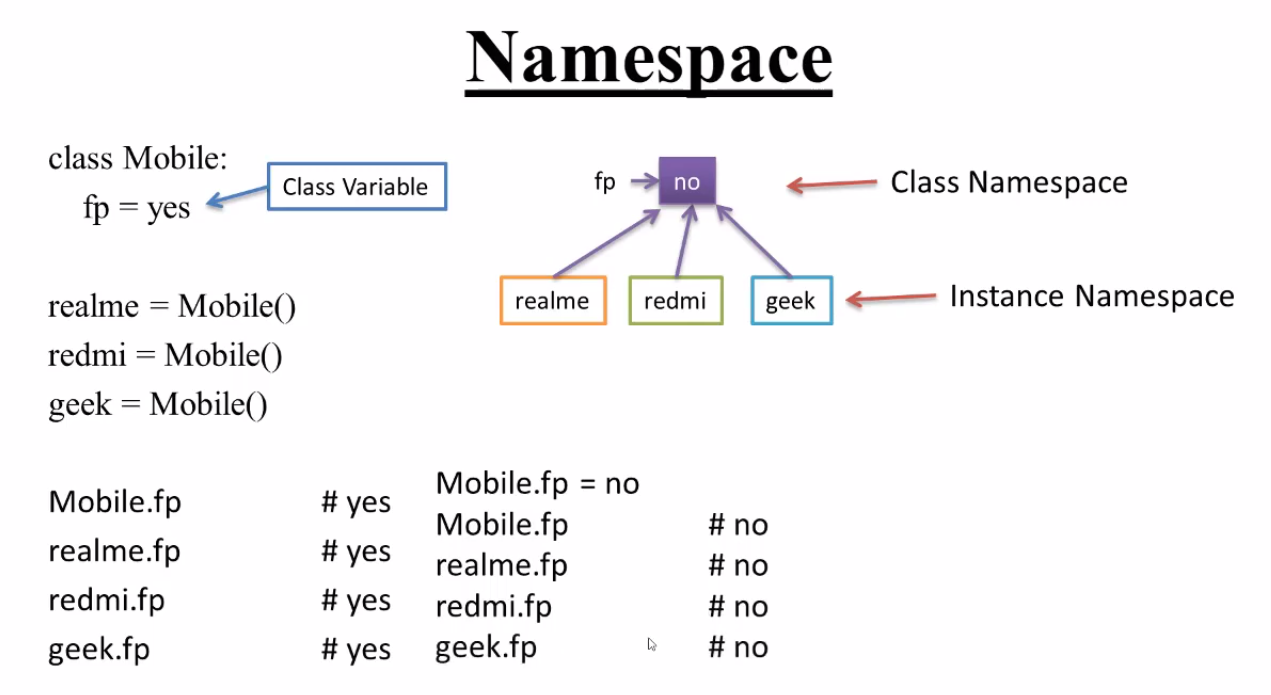 Namespace
class Mobile:
fp = yes
Class Variable
realme = Mobile()
redmi = Mobile()
geek = Mobile()
fp
no
Class Namespace
realme
redmi
geek
Instance Namespace
Mobile.fp # yes
realme.fp # yes
redmi.fp # yes
geek.fp # yes
Mobile.fp = no
Mobile.fp # no
realme.fp # no
redmi.fp # no
geek.fp # no